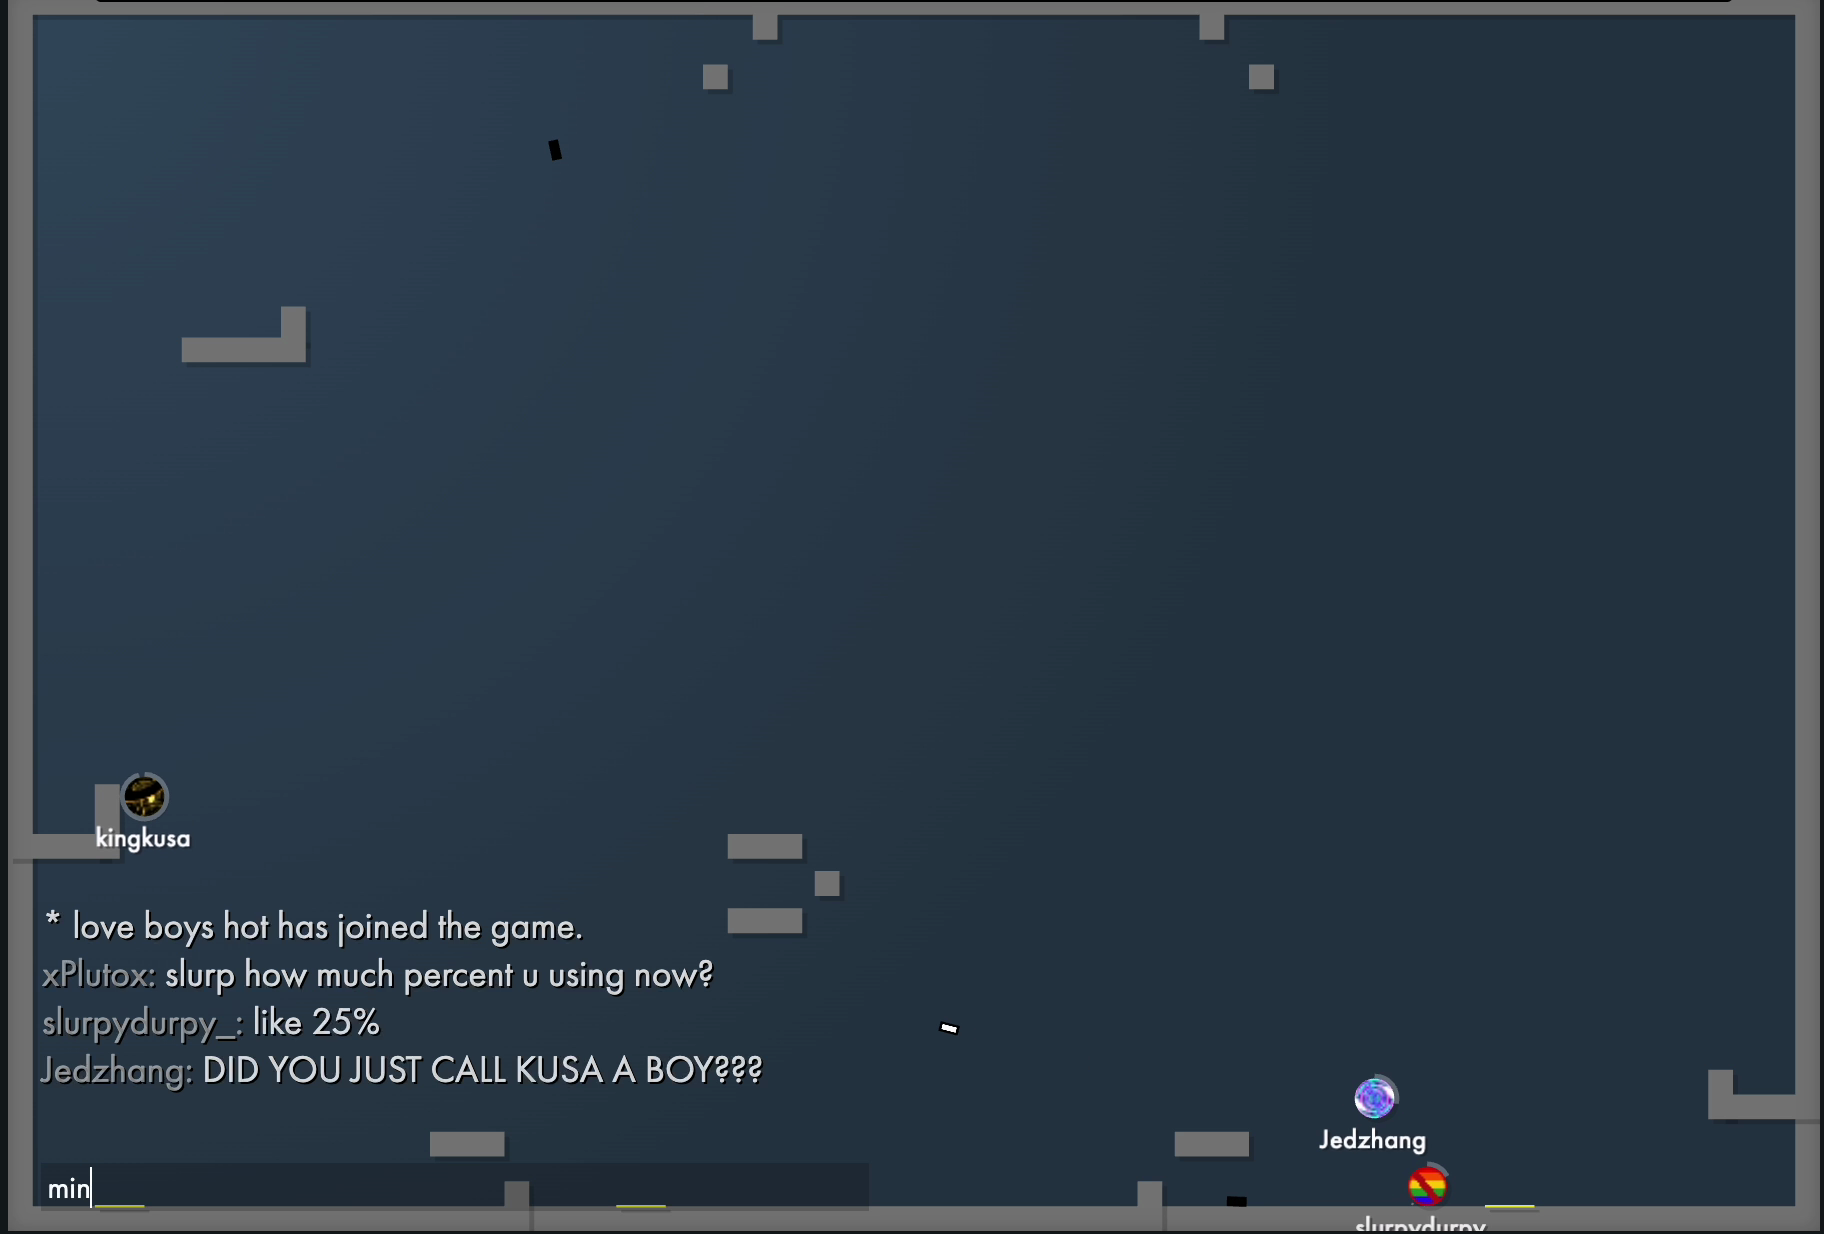 kingkusa
* love boys hot has joined the game.
xPlutox: slurp how much percent u using now?
slurpydurpy_: like 25%
Jedzhang: DID YOU JUST CALL KUSA A BOY???
Jedzhang
min
slurpydurpy